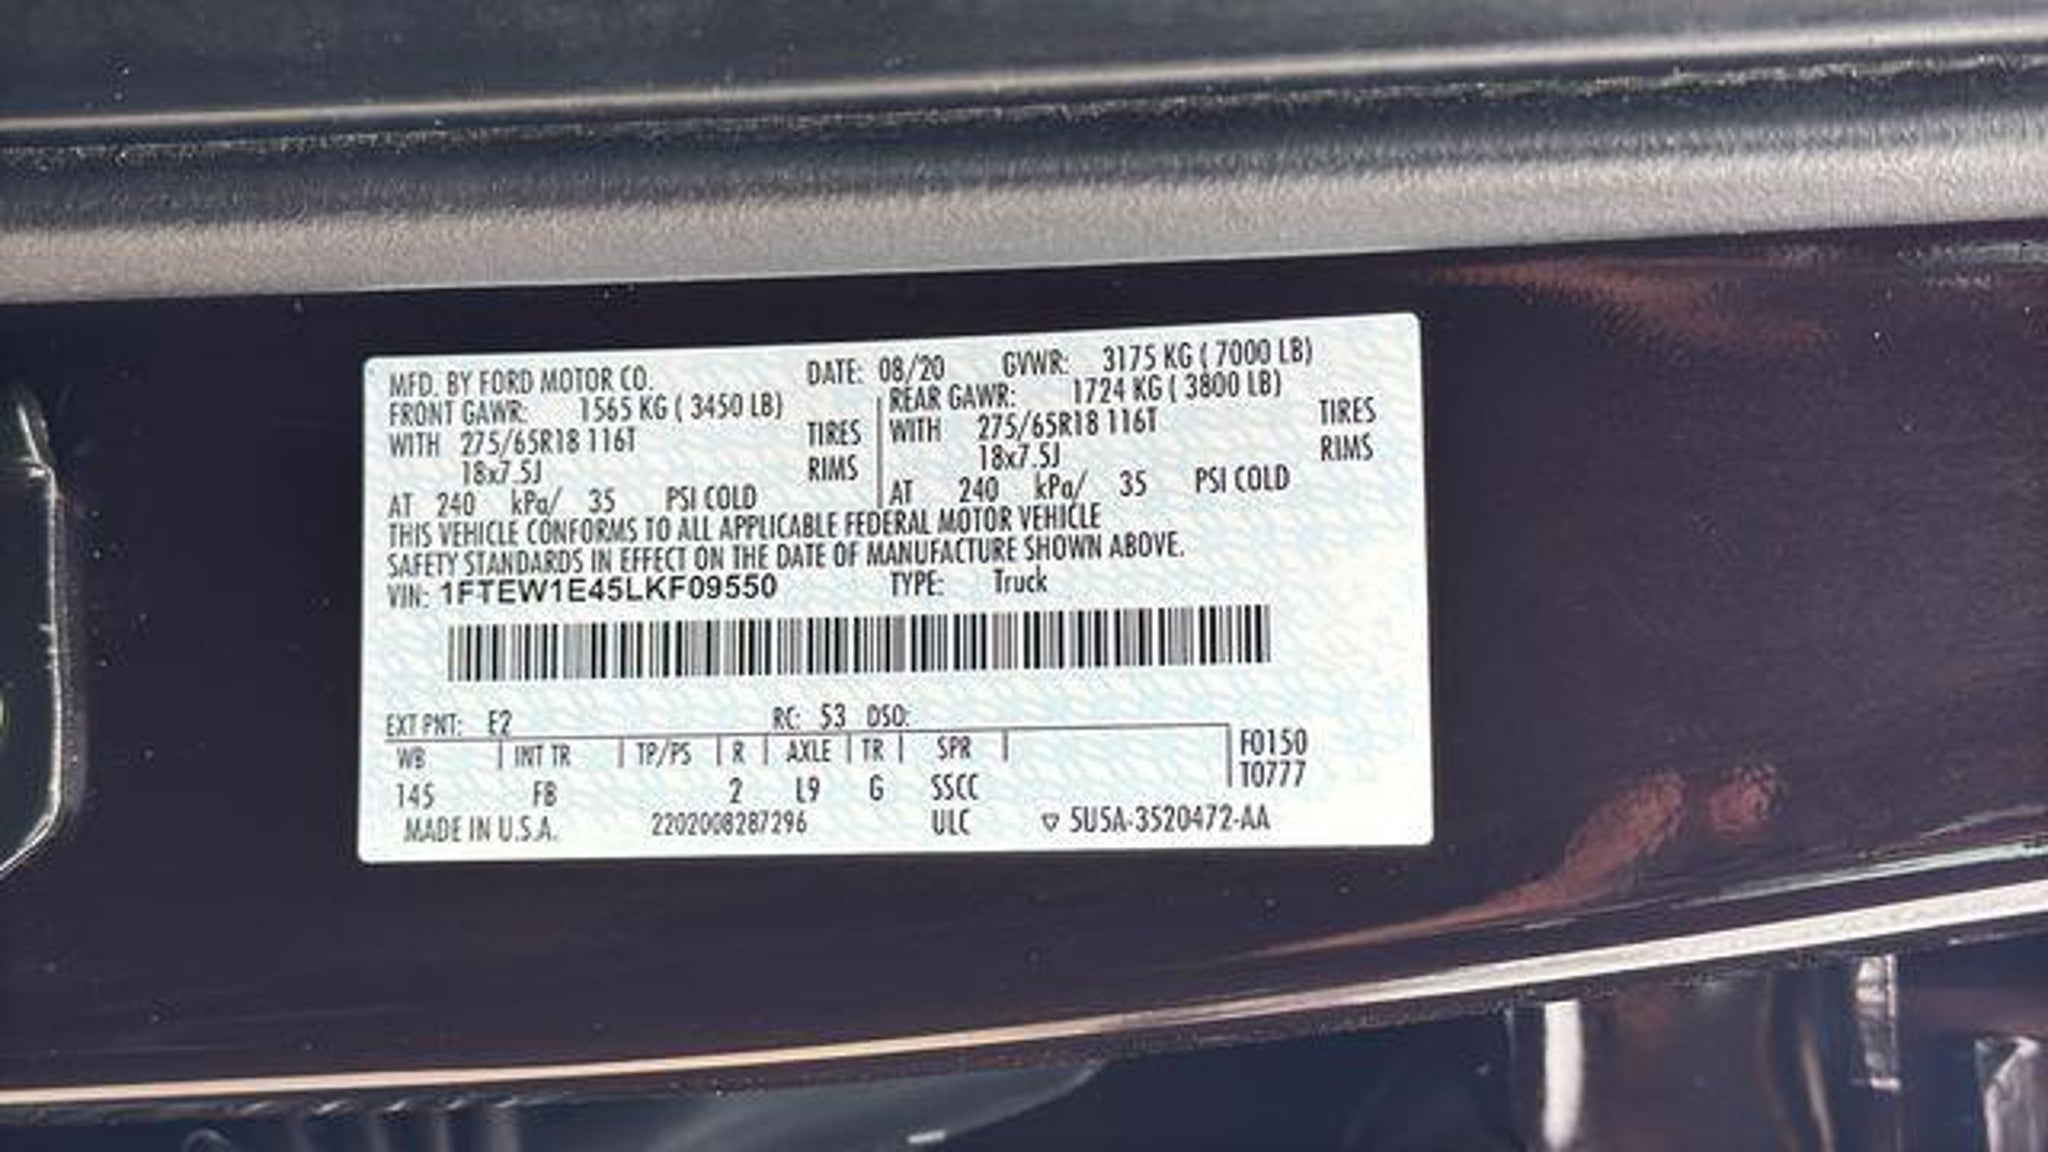 MFD. BY FORD MOTOR CO. DATE: 08/20 GVWR: 3175 KG ( 7000 LB)
FRONT GAWR: 1565 KG ( 3450 LB) REAR GAWR: 1724 KG ( 3800 LB)
WITH 275/65R18 116T TIRES WITH 275/65R18 116T TIRES
18x7.5J RIMS 18x7.5J RIMS
AT 240 kPa/ 35 PSI COLD AT 240 kPa/ 35 PSI COLD
THIS VEHICLE CONFORMS TO ALL APPLICABLE FEDERAL MOTOR VEHICLE
SAFETY STANDARDS IN EFFECT ON THE DATE OF MANUFACTURE SHOWN ABOVE.
VIN: 1FTEW1E45LKF09550 TYPE: Truck
EXT PNT: E2 RC: 53 DSO:
WB INT TR TP/PS R AXLE TR SPR F0150
145 FB 2 L9 G SSCC T0777
MADE IN U.S.A. 2202008287296 ULC ▽ 5U5A-3520472-AA